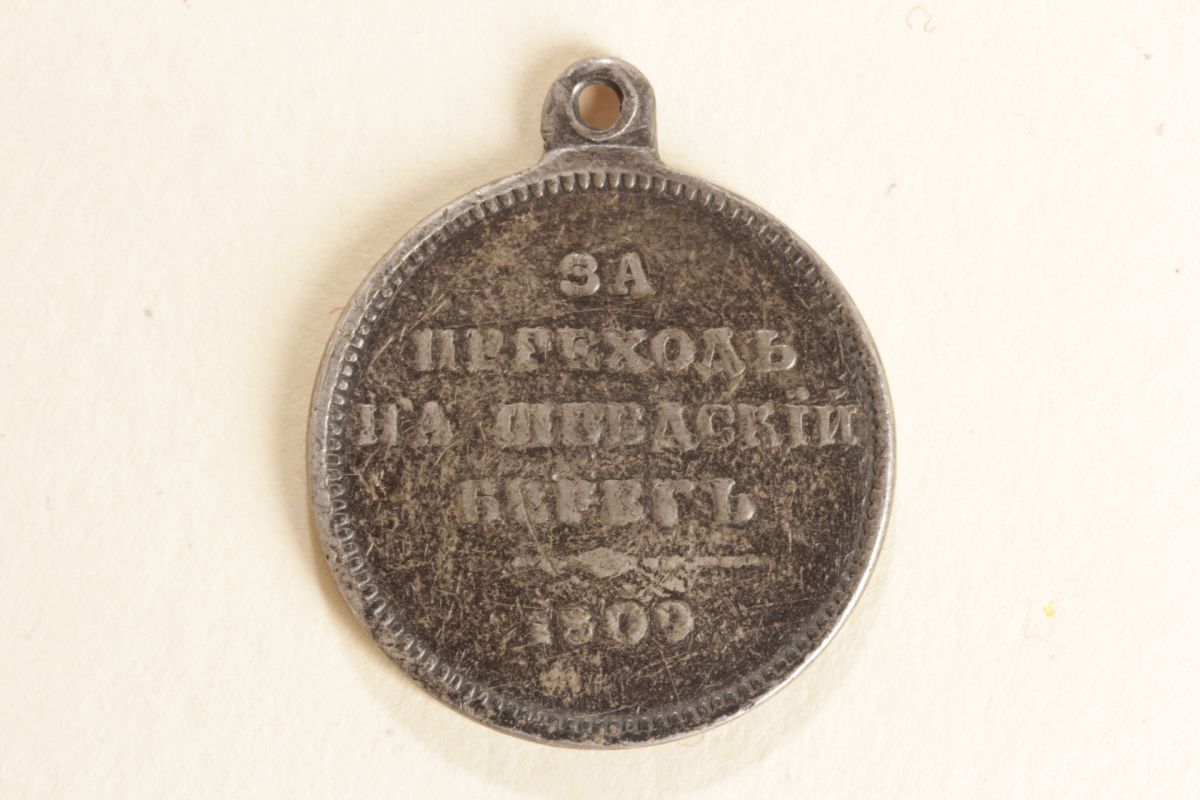 ЗА
ПЕРЕХОДЪ
НА ШВЕДСКІЙ
БЕРЕГЪ
1809